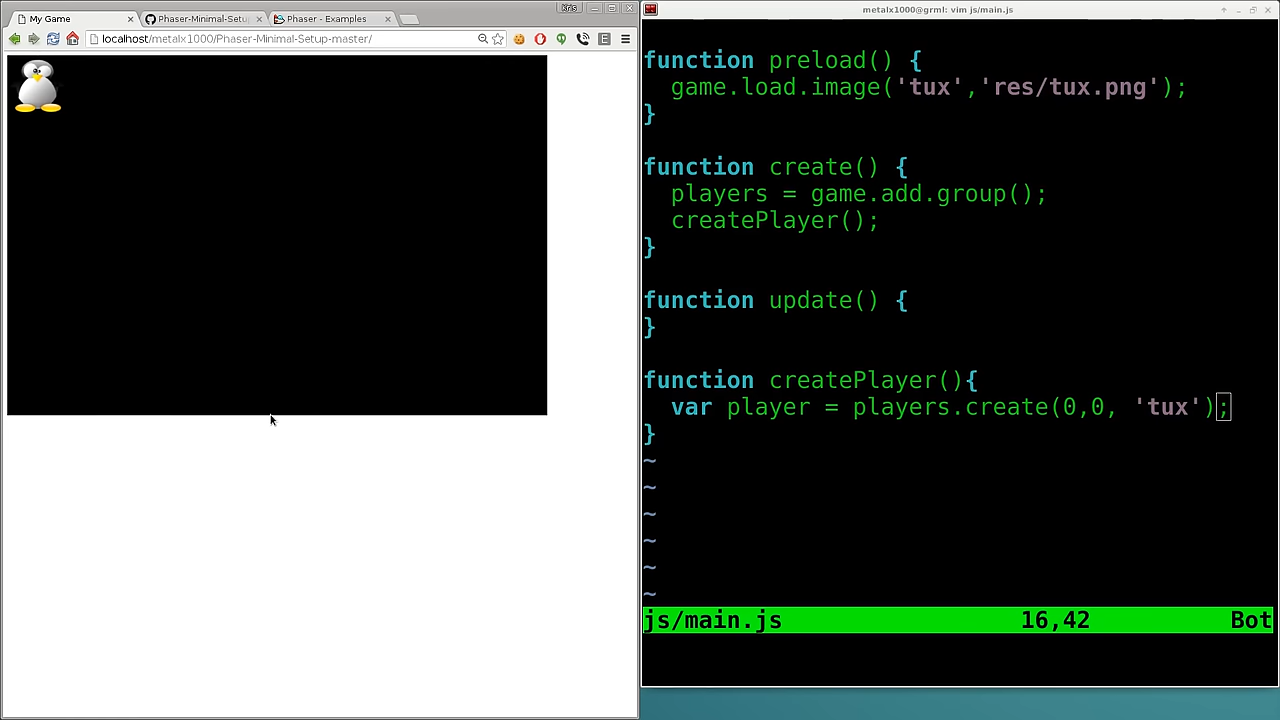 Kris
My Game
Phaser-Minimal-Setu
Phaser - Examples
localhost/metalx1000/Phaser-Minimal-Setup-master/
metalx1000@grml: vim js/main.js
function preload() {
game.load.image('tux','res/tux.png');
}
function create() {
players = game.add.group();
createPlayer();
}
function update() {
}
function createPlayer(){
var player = players.create(0,0, 'tux');
}
~
~
~
~
~
~
js/main.js 16,42 Bot